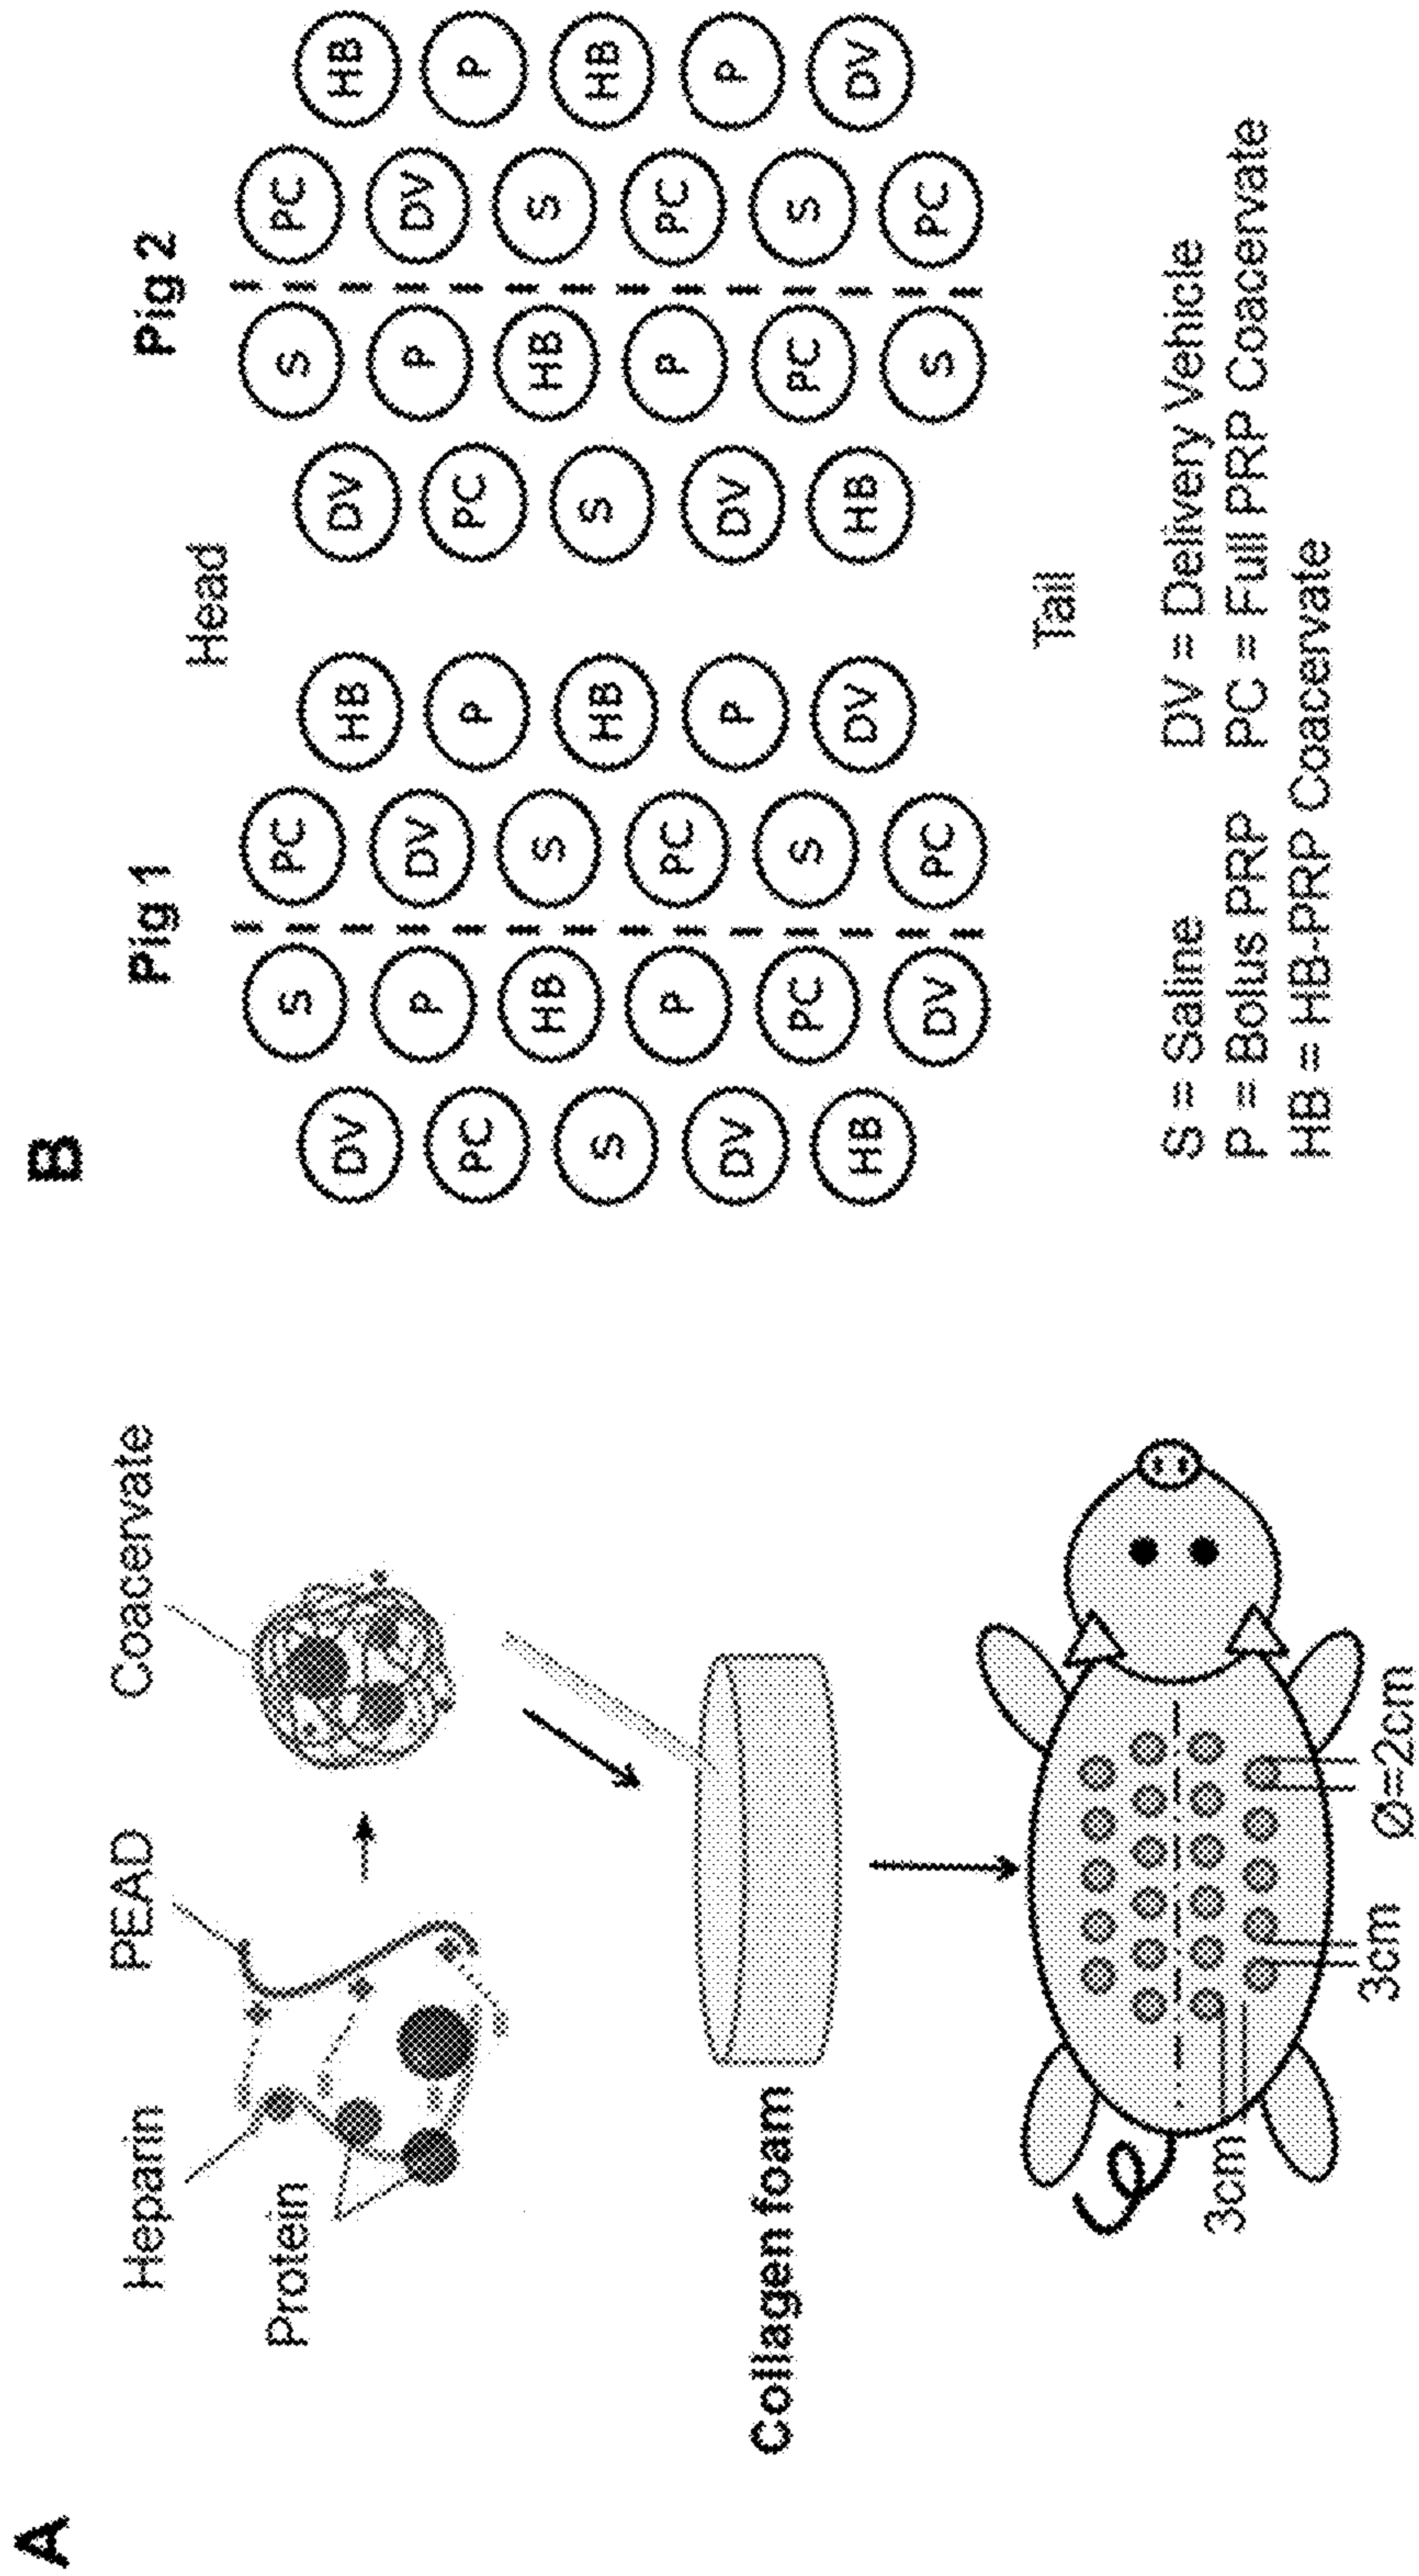 A
Heparin
PEAD
Coacervate
Protein
Collagen foam
3cm
3cm
Ø=2cm
B
Pig 1 Pig 2
Head
S PC S PC
DV HB DV HB
P DV P DV
PC P PC P
HB S HB S
S HB S HB
P PC P PC
DV P DV P
PC S PC S
HB DV HB DV
DV PC S PC
Tail
S = Saline DV = Delivery Vehicle
P = Bolus PRP PC = Full PRP Coacervate
HB = HB-PRP Coacervate